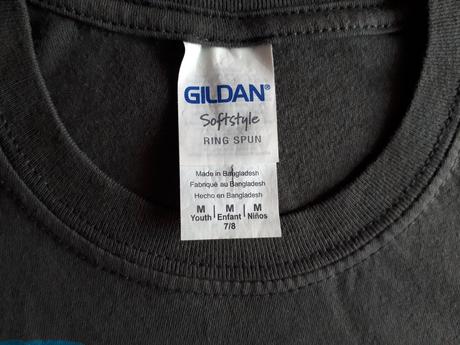 GILDAN®
Softstyle
RING SPUN
Made in Bangladesh
Fabriqué au Bangladesh
Hecho en Bangladesh
M M M
Youth Enfant Niños
7/8